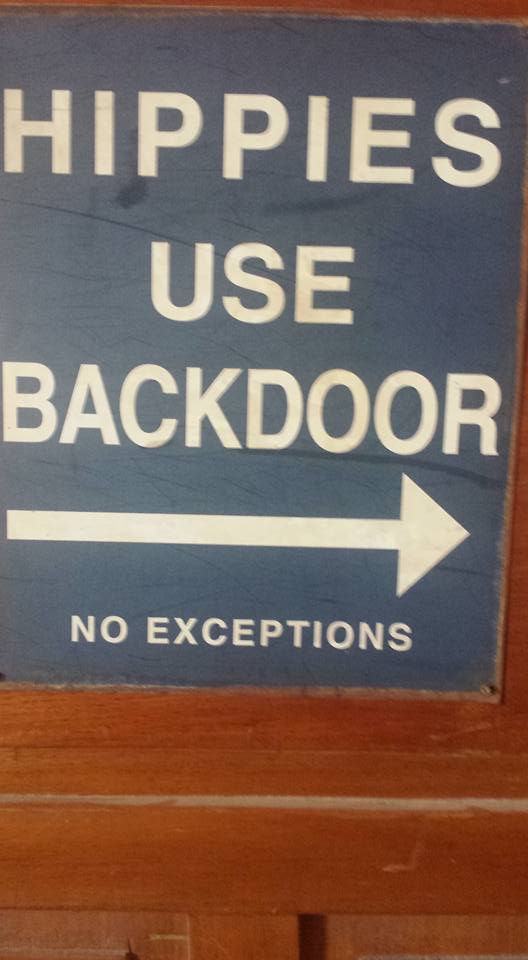 HIPPIES
USE
BACKDOOR
NO EXCEPTIONS